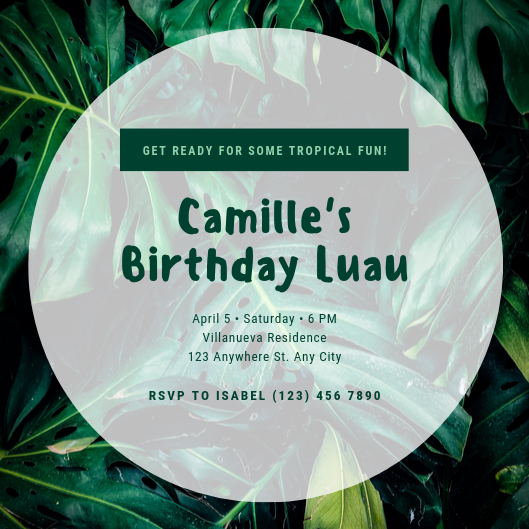 GET READY FOR SOME TROPICAL FUN!
Camille's
Birthday Luau
April 5 • Saturday • 6 PM
Villanueva Residence
123 Anywhere St. Any City
RSVP TO ISABEL (123) 456 7890